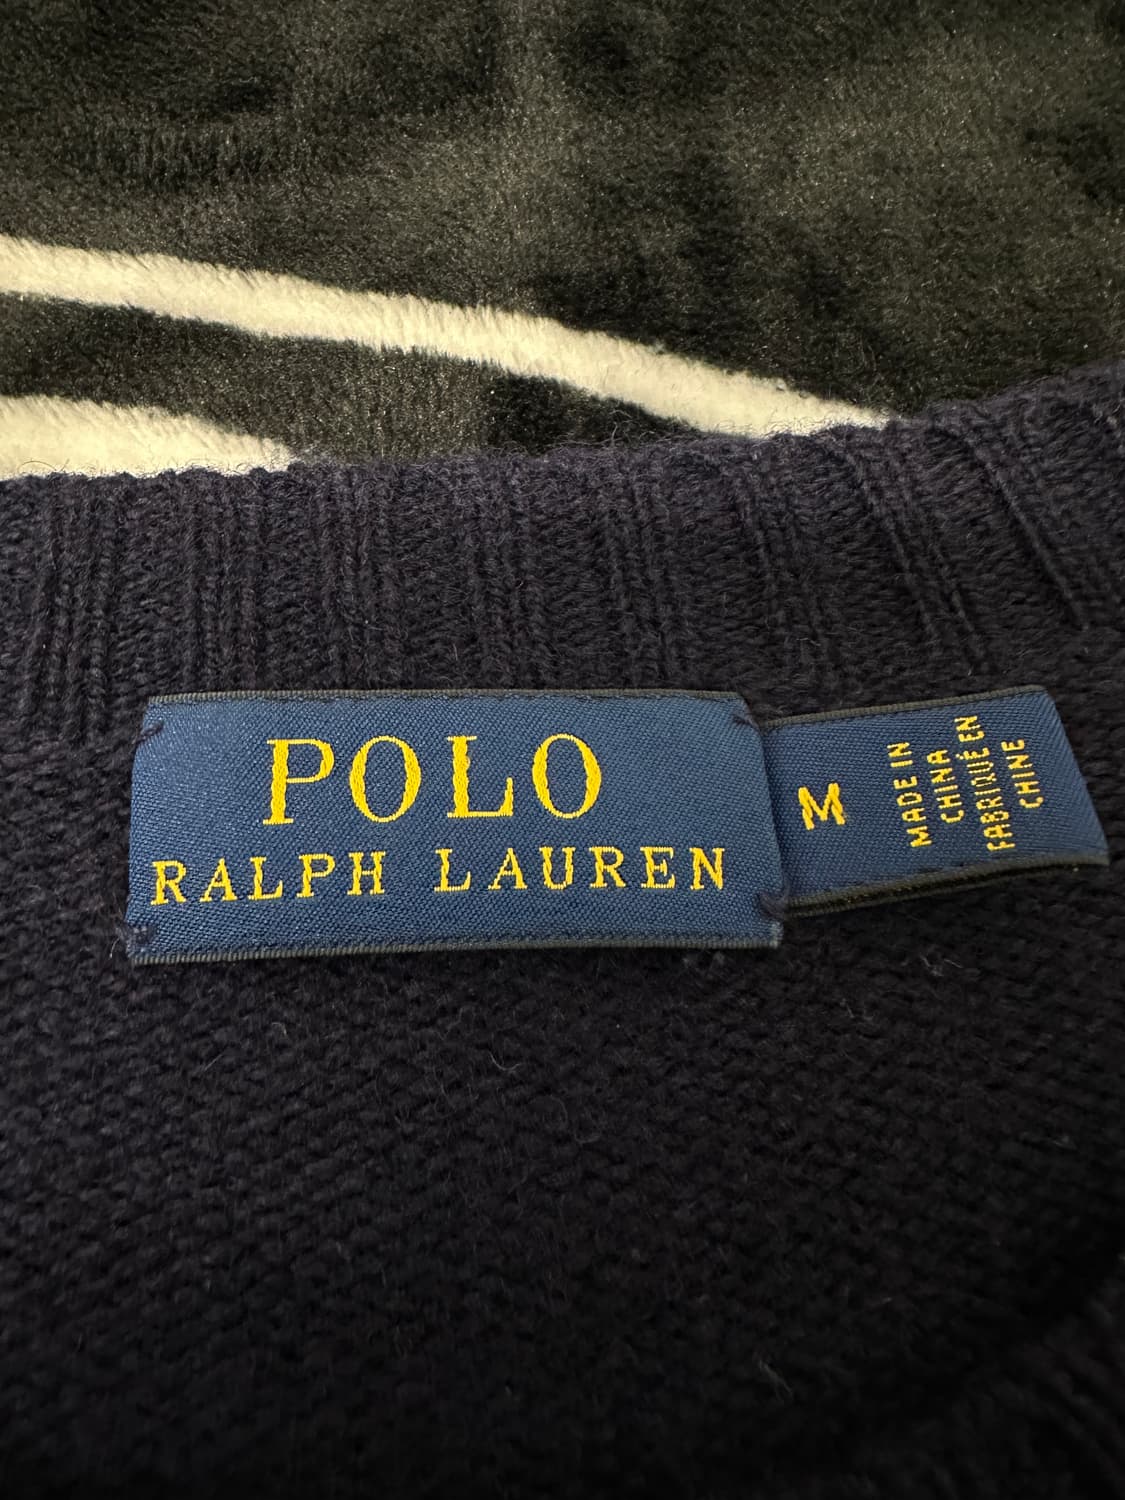 POLO
RALPH LAUREN
M
MADE IN
CHINA
FABRIQUÉ EN
CHINE